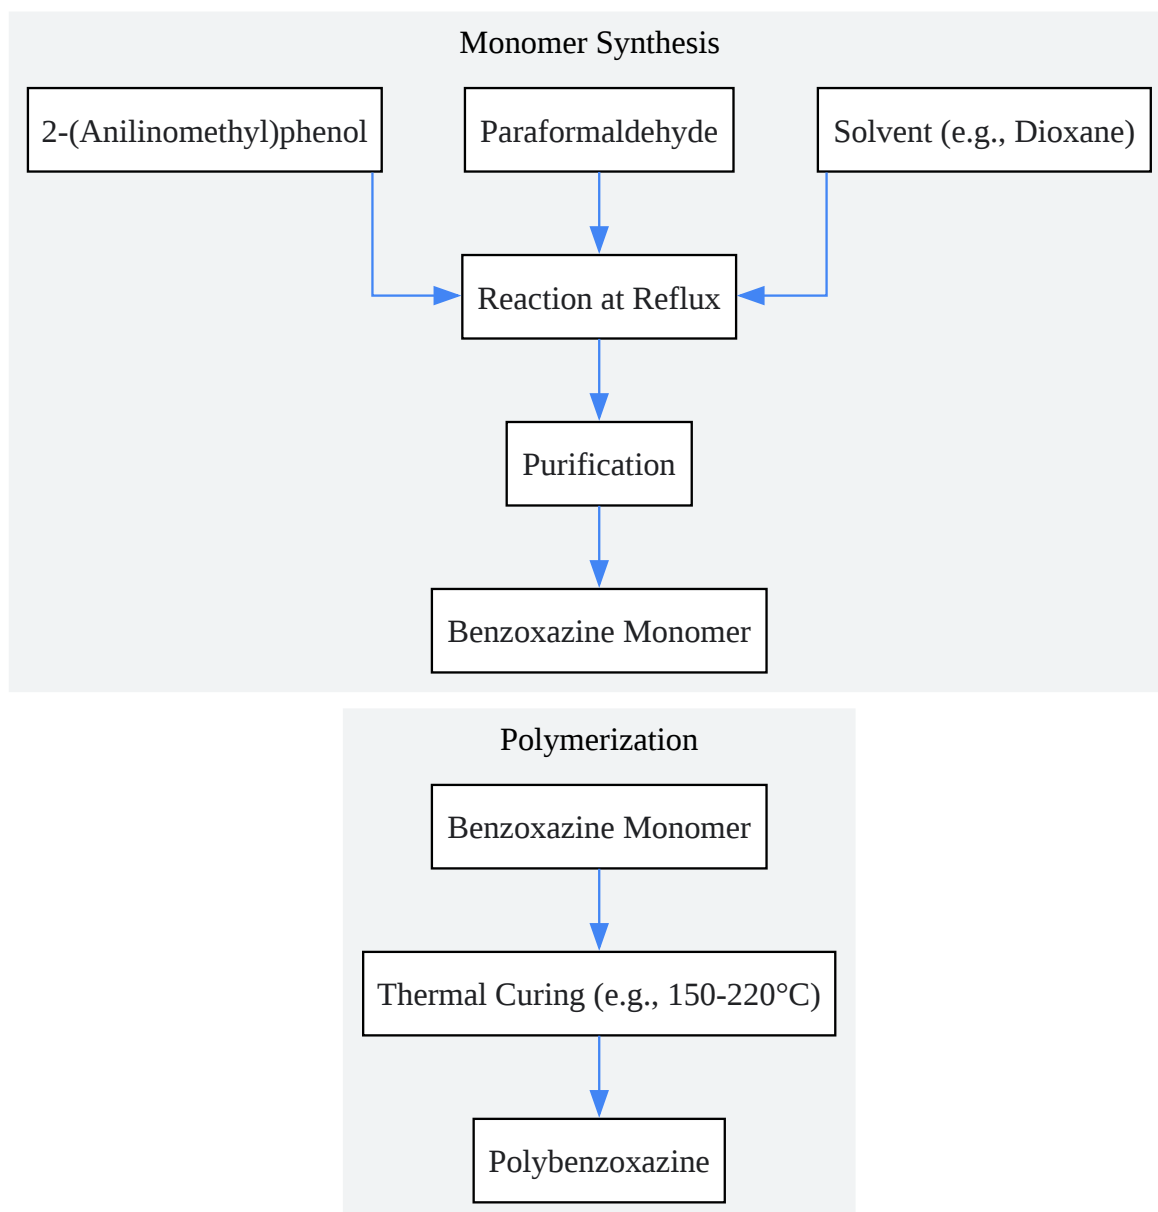 Monomer Synthesis
2-(Anilinomethyl)phenol
Paraformaldehyde
Solvent (e.g., Dioxane)
Reaction at Reflux
Purification
Benzoxazine Monomer
Polymerization
Benzoxazine Monomer
Thermal Curing (e.g., 150-220°C)
Polybenzoxazine